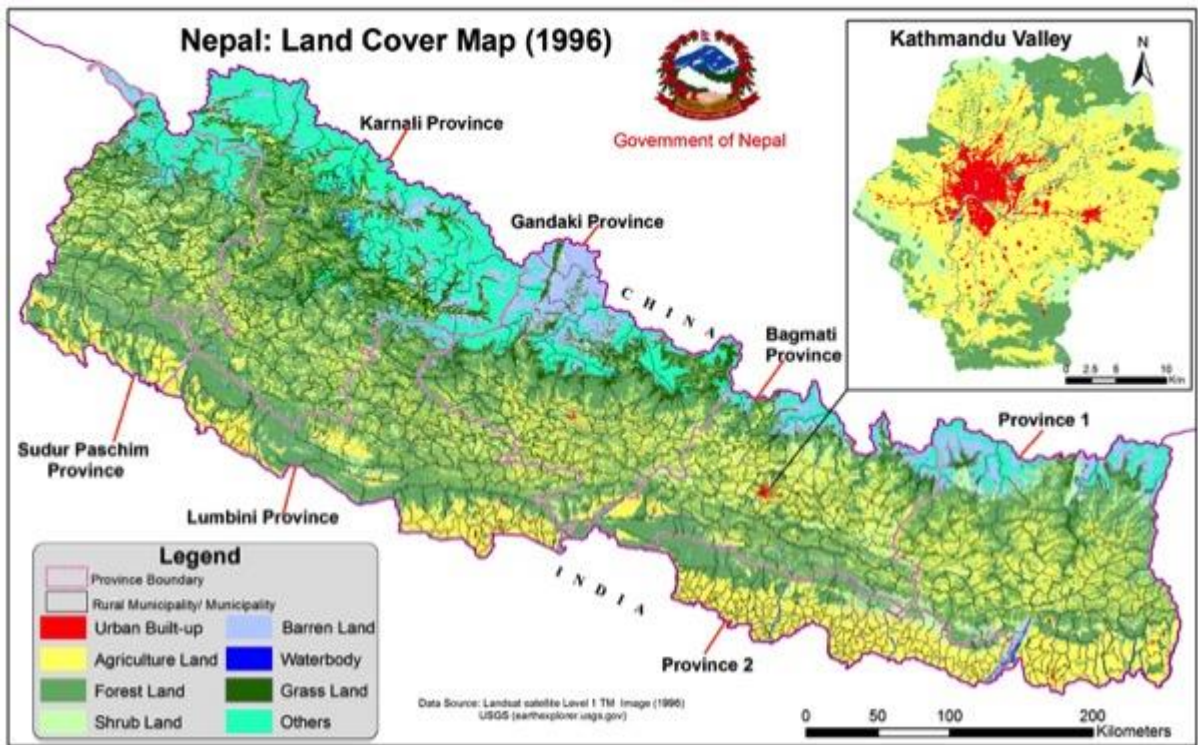 Nepal: Land Cover Map (1996)
Government of Nepal
Kathmandu Valley
N
0 2.5 5 10
Km
Karnali Province
Gandaki Province
CHINA
Bagmati
Province
Province 1
Sudur Paschim
Province
Lumbini Province
INDIA
Province 2
Legend
Province Boundary
Rural Municipality/ Municipality
Urban Built-up
Barren Land
Agriculture Land
Waterbody
Forest Land
Grass Land
Shrub Land
Others
Data Source: Landsat satellite Level 1 TM Image (1996)
USGS (earthexplorer.usgs.gov)
0 50 100 200
Kilometers